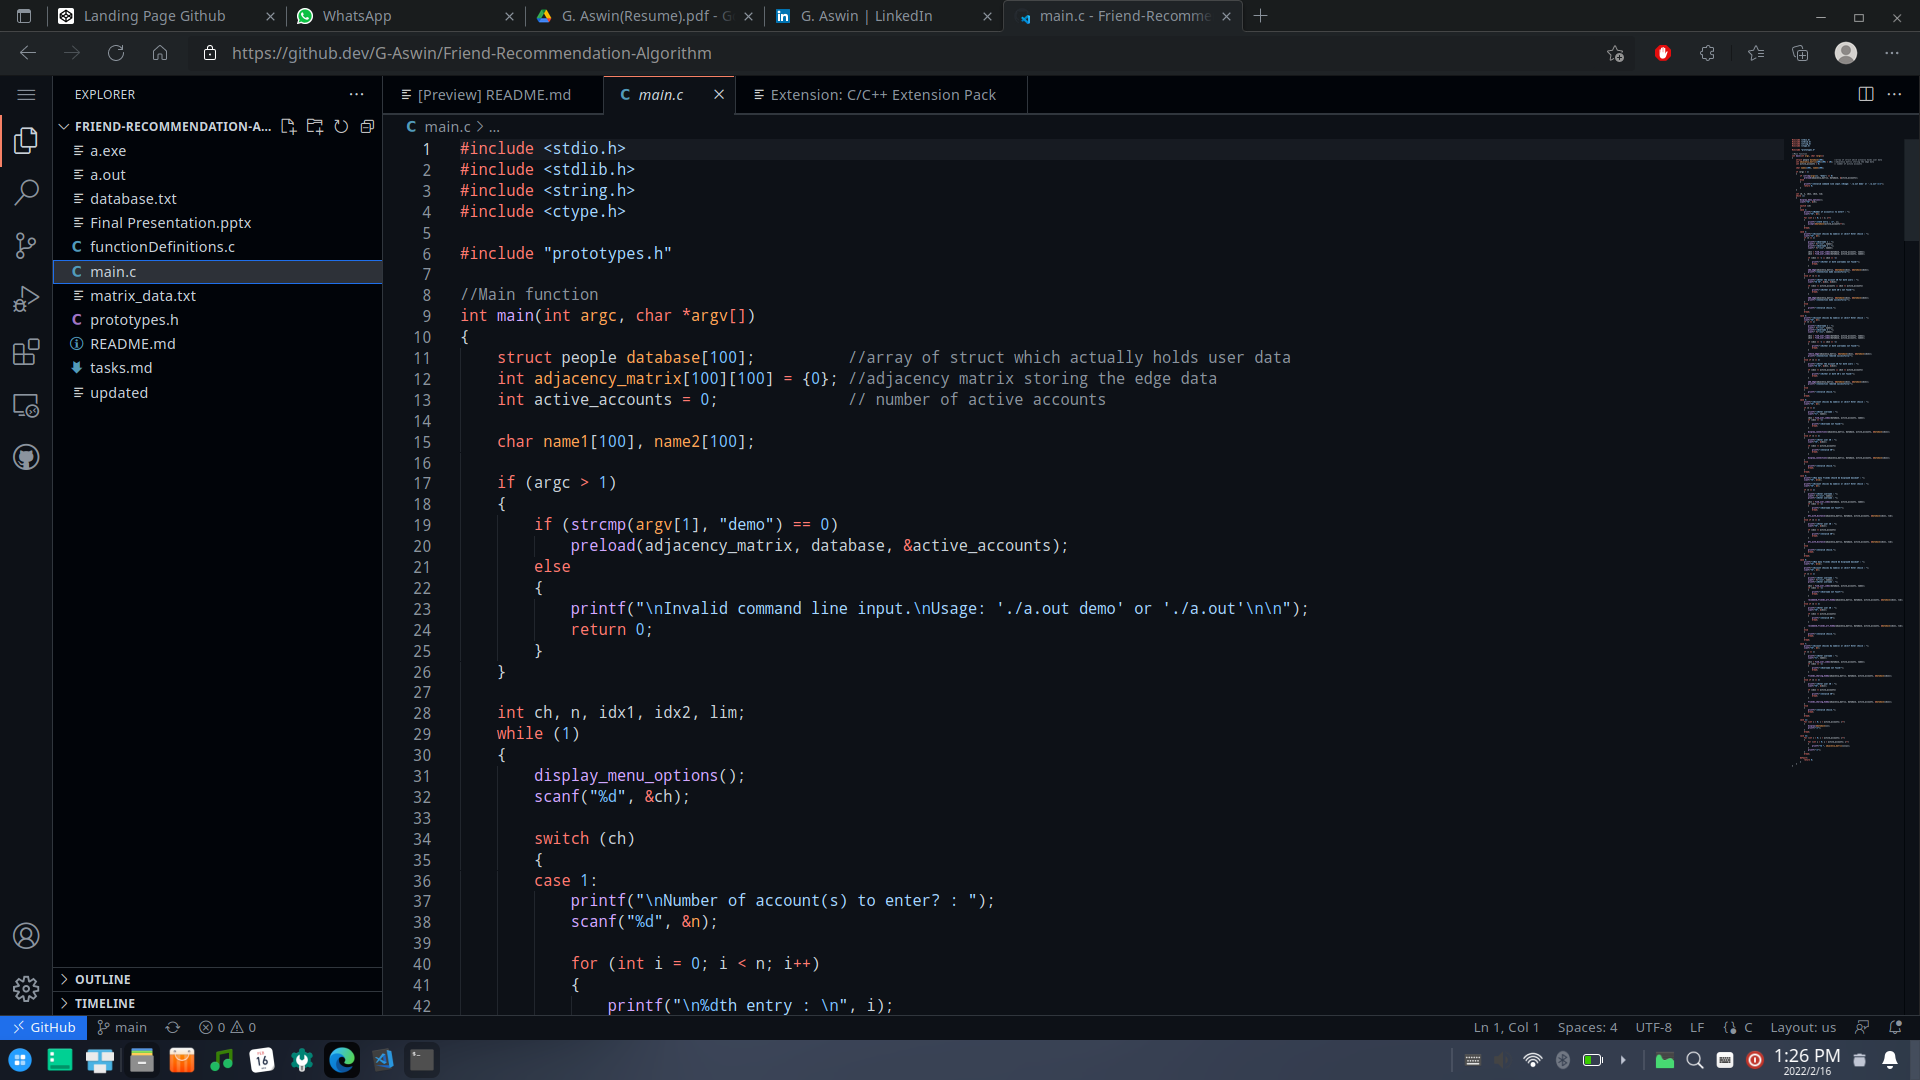 Landing Page Github
WhatsApp
G. Aswin(Resume).pdf - G
G. Aswin | LinkedIn
main.c - Friend-Recomme
https://github.dev/G-Aswin/Friend-Recommendation-Algorithm
EXPLORER
[Preview] README.md
main.c
Extension: C/C++ Extension Pack
FRIEND-RECOMMENDATION-A...
a.exe
a.out
database.txt
Final Presentation.pptx
C functionDefinitions.c
C main.c
matrix_data.txt
C prototypes.h
README.md
tasks.md
updated
OUTLINE
TIMELINE
C main.c > ...
1 #include <stdio.h>
2 #include <stdlib.h>
3 #include <string.h>
4 #include <ctype.h>
5
6 #include "prototypes.h"
7
8 //Main function
9 int main(int argc, char *argv[])
10 {
11 struct people database[100]; //array of struct which actually holds user data
12 int adjacency_matrix[100][100] = {0}; //adjacency matrix storing the edge data
13 int active_accounts = 0; // number of active accounts
14
15 char name1[100], name2[100];
16
17 if (argc > 1)
18 {
19 if (strcmp(argv[1], "demo") == 0)
20 preload(adjacency_matrix, database, &active_accounts);
21 else
22 {
23 printf("\nInvalid command line input.\nUsage: './a.out demo' or './a.out'\n\n");
24 return 0;
25 }
26 }
27
28 int ch, n, idx1, idx2, lim;
29 while (1)
30 {
31 display_menu_options();
32 scanf("%d", &ch);
33
34 switch (ch)
35 {
36 case 1:
37 printf("\nNumber of account(s) to enter? : ");
38 scanf("%d", &n);
39
40 for (int i = 0; i < n; i++)
41 {
42 printf("\n%dth entry : \n", i);
GitHub
main
0
0
Ln 1, Col 1
Spaces: 4
UTF-8
LF
C
Layout: us
16
1:26 PM
2022/2/16